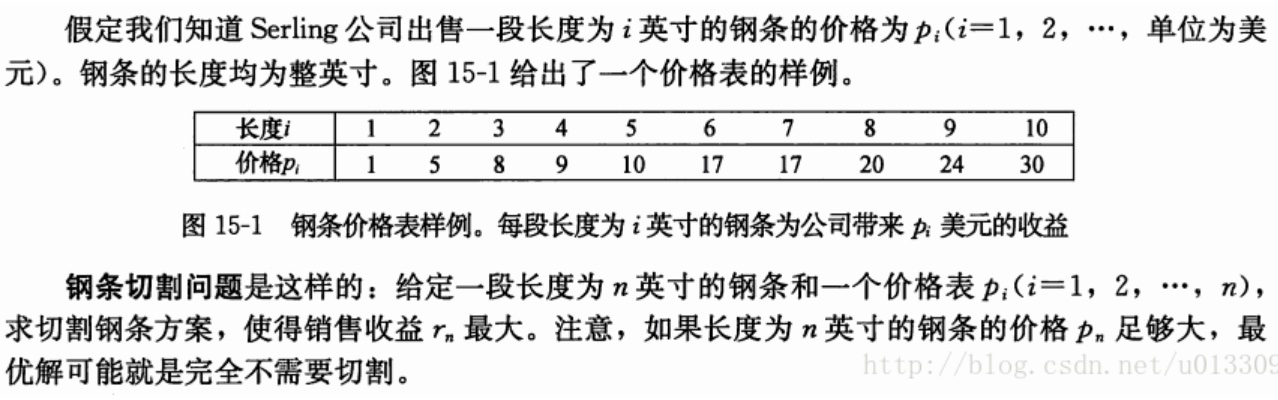 假定我们知道 Serling 公司出售一段长度为 i 英寸的钢条的价格为 pᵢ(i=1, 2, …, 单位为美
元)。钢条的长度均为整英寸。图 15-1 给出了一个价格表的样例。
长度i 1 2 3 4 5 6 7 8 9 10
价格pᵢ 1 5 8 9 10 17 17 20 24 30
图 15-1 钢条价格表样例。每段长度为 i 英寸的钢条为公司带来 pᵢ 美元的收益
钢条切割问题是这样的：给定一段长度为 n 英寸的钢条和一个价格表 pᵢ(i=1, 2, …, n),
求切割钢条方案，使得销售收益 rₙ 最大。注意，如果长度为 n 英寸的钢条的价格 pₙ 足够大，最
优解可能就是完全不需要切割。
http://blog.csdn.net/u013309